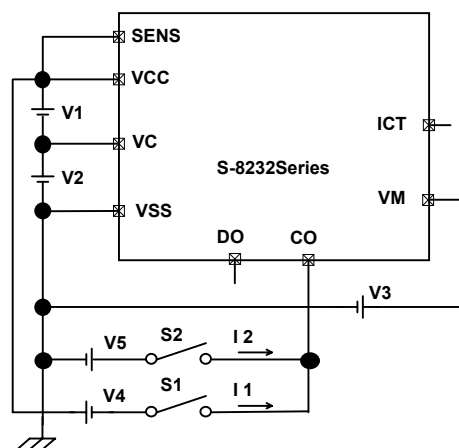 SENS
VCC
V1
ICT
VC
S-8232Series
V2
VM
VSS
DO
CO
V3
V5
S2
I 2
V4
S1
I 1